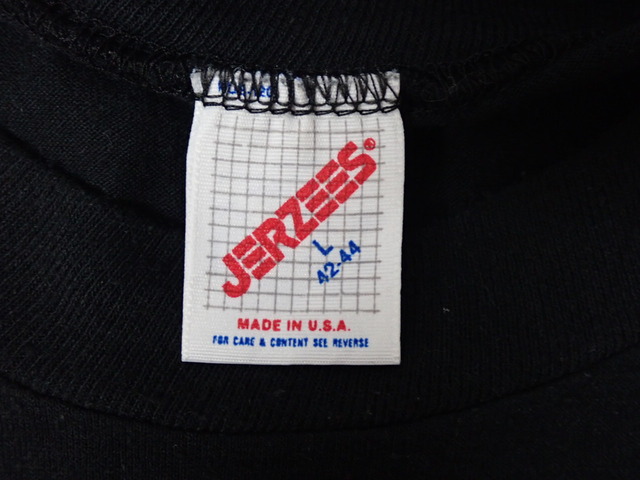 JERZEES®
L
42-44
MADE IN U.S.A.
FOR CARE & CONTENT SEE REVERSE